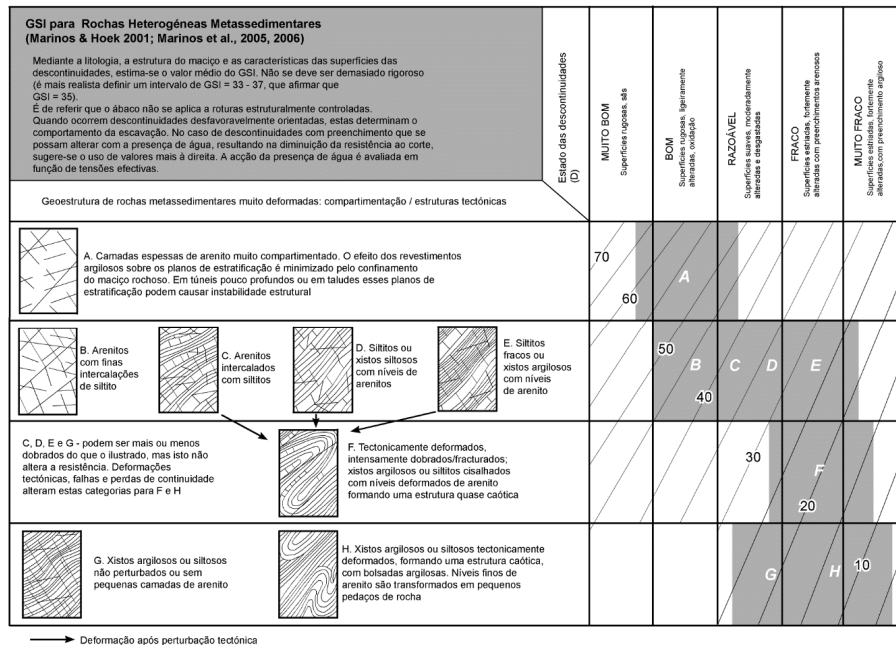 GSI para Rochas Heterogéneas Metassedimentares
(Marinos & Hoek 2001; Marinos et al., 2005, 2006)
Mediante a litologia, a estrutura do maciço e as características das superfícies das
descontinuidades, estima-se o valor médio do GSI. Não se deve ser demasiado rigoroso
(é mais realista definir um intervalo de GSI = 33 - 37, que afirmar que
GSI = 35).
É de referir que o ábaco não se aplica a roturas estruturalmente controladas.
Quando ocorrem descontinuidades desfavoravelmente orientadas, estas determinam o
comportamento da escavação. No caso de descontinuidades com preenchimento que se
possam alterar com a presença de água, resultando na diminuição da resistência ao corte,
sugere-se o uso de valores mais à direita. A acção da presença de água é avaliada em
função de tensões efectivas.
Geoestrutura de rochas metassedimentares muito deformadas: compartimentação / estruturas tectónicas
Estado das descontinuidades
(D)
MUITO BOM
Superfícies rugosas, sãs
BOM
Superfícies rugosas, ligeiramente
alteradas, oxidação
RAZOÁVEL
Superfícies suaves, moderadamente
alteradas e desgastadas
FRACO
Superfícies estriadas, fortemente
alteradas com preenchimentos arenosos
MUITO FRACO
Superfícies estriadas, fortemente
alteradas,com preenchimento argiloso
A. Camadas espessas de arenito muito compartimentado. O efeito dos revestimentos
argilosos sobre os planos de estratificação é minimizado pelo confinamento
do maciço rochoso. Em túneis pouco profundos ou em taludes esses planos de
estratificação podem causar instabilidade estrutural
70
60
A
B. Arenitos
com finas
intercalações
de siltito
C. Arenitos
intercalados
com siltitos
D. Siltitos ou
xistos siltosos
com níveis de
arenitos
E. Siltitos
fracos ou
xistos argilosos
com níveis
de arenito
50
40
B
C
D
E
C, D, E e G - podem ser mais ou menos
dobrados do que o ilustrado, mas isto não
altera a resistência. Deformações
tectónicas, falhas e perdas de continuidade
alteram estas categorias para F e H
F. Tectonicamente deformados,
intensamente dobrados/fracturados;
xistos argilosos ou siltitos cisalhados
com níveis deformados de arenito
formando uma estrutura quase caótica
30
F
20
G. Xistos argilosos ou siltosos
não perturbados ou sem
pequenas camadas de arenito
H. Xistos argilosos ou siltosos tectonicamente
deformados, formando uma estrutura caótica,
com bolsadas argilosas. Níveis finos de
arenito são transformados em pequenos
pedaços de rocha
G
H
10
Deformação após perturbação tectónica